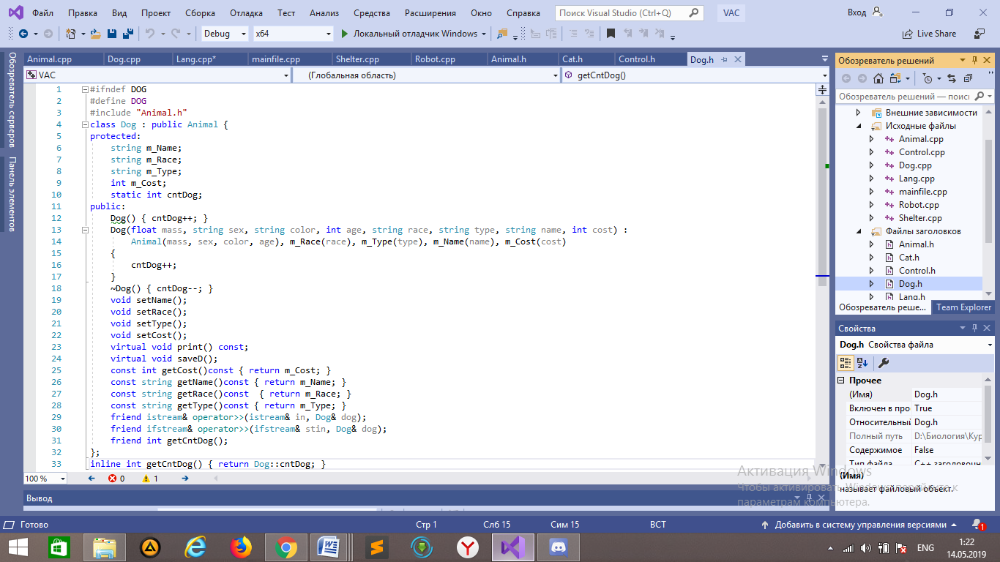 Файл Правка Вид Проект Сборка Отладка Тест Анализ Средства Расширения Окно Справка Поиск Visual Studio (Ctrl+Q) VAC Вход
Debug x64 Локальный отладчик Windows Live Share
Обозреватель серверов
Панель элементов
Animal.cpp Dog.cpp Lang.cpp* mainfile.cpp Shelter.cpp Robot.cpp Animal.h Cat.h Control.h Dog.h
VAC (Глобальная область) getCntDog()
1 #ifndef DOG
2 #define DOG
3 #include "Animal.h"
4 class Dog : public Animal {
5 protected:
6 string m_Name;
7 string m_Race;
8 string m_Type;
9 int m_Cost;
10 static int cntDog;
11 public:
12 Dog() { cntDog++; }
13 Dog(float mass, string sex, string color, int age, string race, string type, string name, int cost) :
14 Animal(mass, sex, color, age), m_Race(race), m_Type(type), m_Name(name), m_Cost(cost)
15 {
16 cntDog++;
17 }
18 ~Dog() { cntDog--; }
19 void setName();
20 void setRace();
21 void setType();
22 void setCost();
23 virtual void print() const;
24 virtual void saveD();
25 const int getCost()const { return m_Cost; }
26 const string getName()const { return m_Name; }
27 const string getRace()const  { return m_Race; }
28 const string getType()const { return m_Type; }
29 friend istream& operator>>(istream& in, Dog& dog);
30 friend ifstream& operator>>(ifstream& stin, Dog& dog);
31 friend int getCntDog();
32 };
33 inline int getCntDog() { return Dog::cntDog; }
100 % 0 1
Вывод
Обозреватель решений
Обозреватель решений — поиск
Внешние зависимости
Исходные файлы
Animal.cpp
Control.cpp
Dog.cpp
Lang.cpp
mainfile.cpp
Robot.cpp
Shelter.cpp
Файлы заголовков
Animal.h
Cat.h
Control.h
Dog.h
Lang.h
Обозреватель реше... Team Explorer
Свойства
Dog.h Свойства файла
Прочее
(Имя) Dog.h
Включен в про True
Относительный Dog.h
Полный путь D:\Биология\Кур
Содержимое False
Тип файла C++ заголовочн
(Имя)
называет файловый объект.
Активация Windows
Чтобы активировать Windows, перейдите к
параметрам компьютера.
Готово Стр 1 Слб 15 Сим 15 ВСТ Добавить в систему управления версиями 1
ENG 1:22
14.05.2019